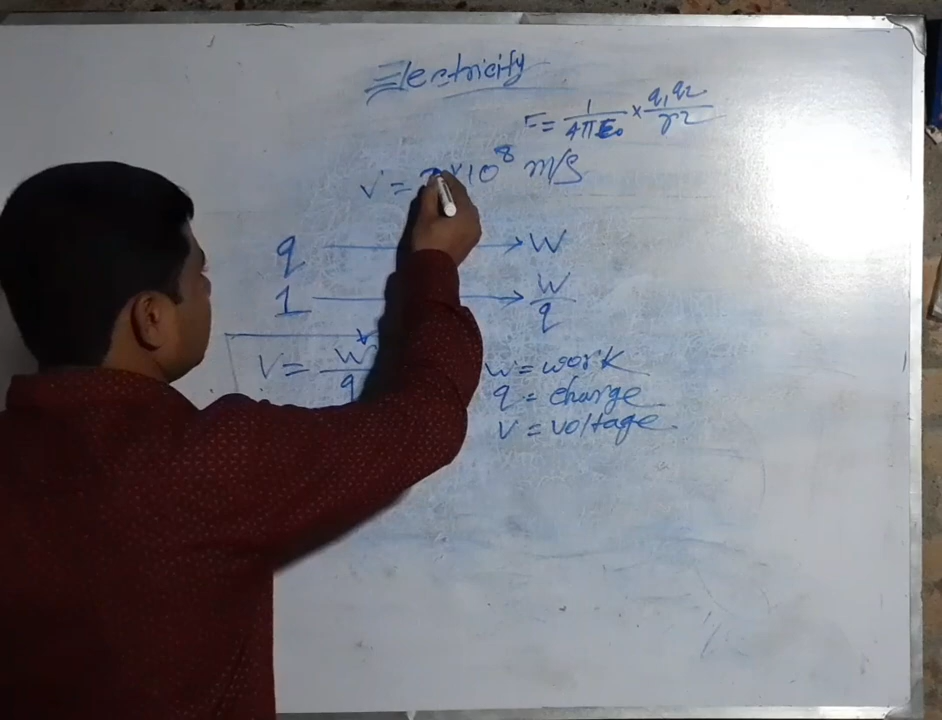 Electricity
F = 1/4πε₀ × q₁q₂/r2
V = ×10⁸ m/s
q → W
1 → W/q
V = W/q
W = work
q = charge
V = voltage